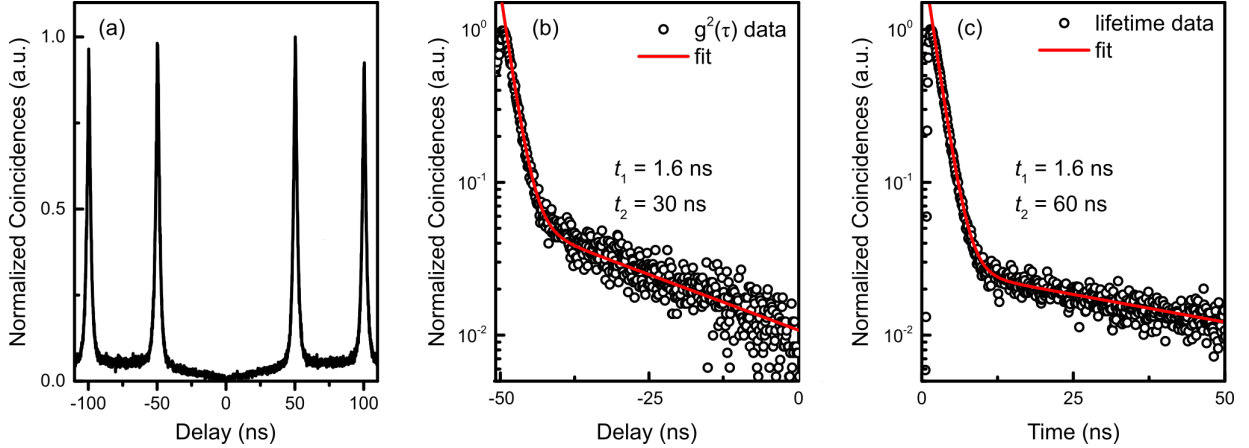 (a)
Normalized Coincidences (a.u.)
1.0
0.5
0.0
-100
-50
0
50
100
Delay (ns)
(b)
g²(τ) data
fit
t₁ = 1.6 ns
t₂ = 30 ns
Normalized Coincidences (a.u.)
10⁰
10⁻¹
10⁻²
-50
-25
0
Delay (ns)
(c)
lifetime data
fit
t₁ = 1.6 ns
t₂ = 60 ns
Normalized Coincidences (a.u.)
10⁰
10⁻¹
10⁻²
0
25
50
Time (ns)